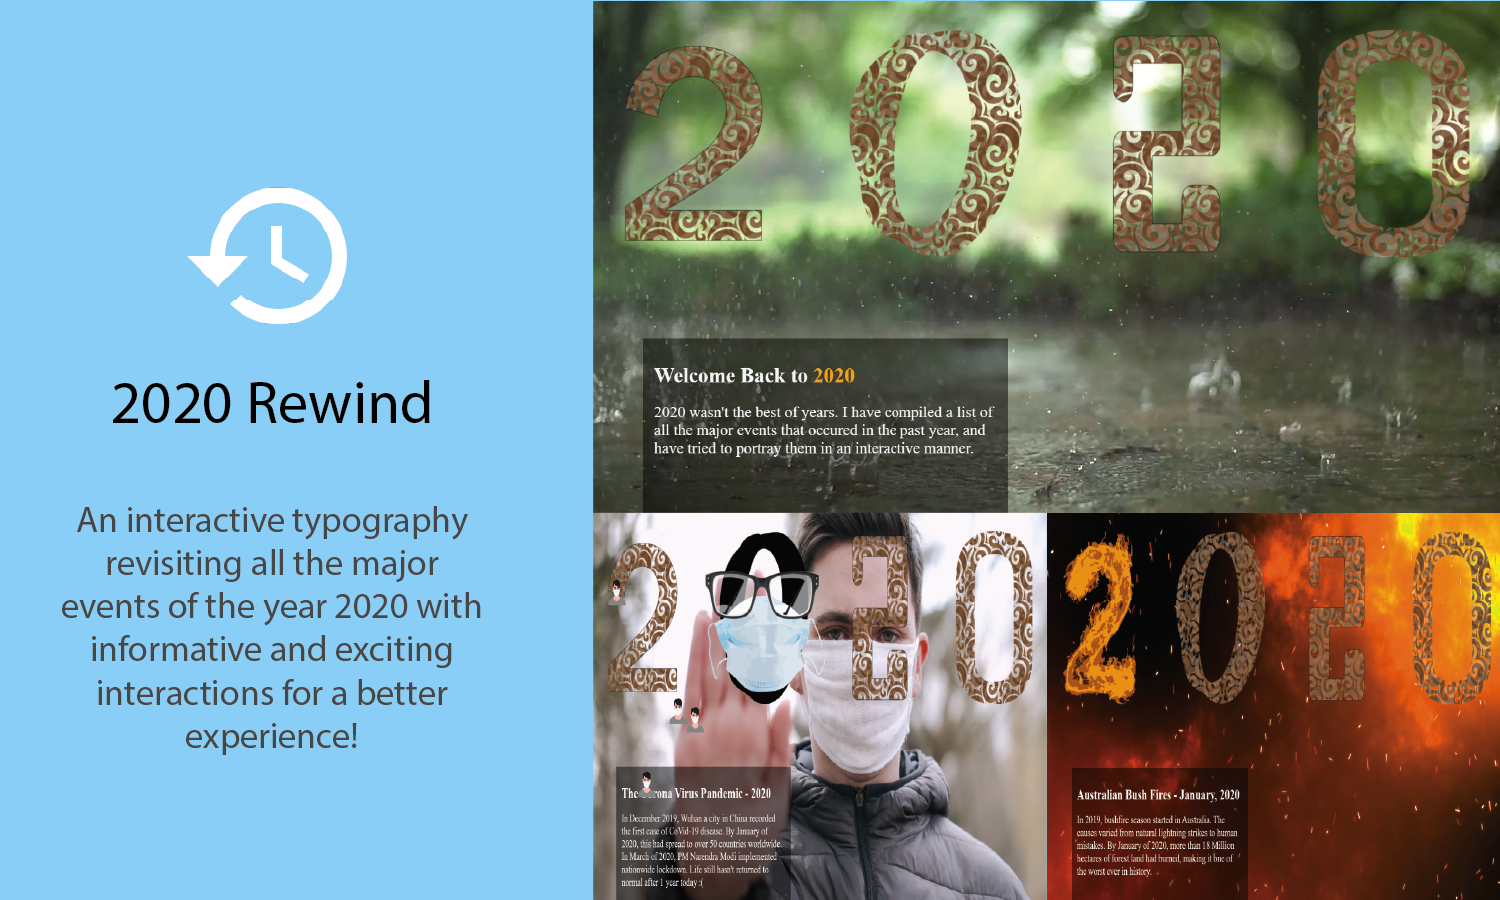 2020 Rewind
An interactive typography
revisiting all the major
events of the year 2020 with
informative and exciting
interactions for a better
experience!
2020
Welcome Back to 2020
2020 wasn't the best of years. I have compiled a list of
all the major events that occured in the past year, and
have tried to portray them in an interactive manner.
2020
The rona Virus Pandemic - 2020
In December 2019, Wuhan a city in China recorded
the first case of CoVid-19 disease. By January of
2020, this had spread to over 50 countries worldwide.
In March of 2020, PM Narendra Modi implemented
nationwide lockdown. Life still hasn't returned to
normal after 1 year today :(
2020
Australian Bush Fires - January, 2020
In 2019, bushfire season started in Australia. The
causes varied from natural lightning strikes to human
mistakes. By January of 2020, more than 18 Million
hectares of forest land had burned, making it one of
the worst ever in history.